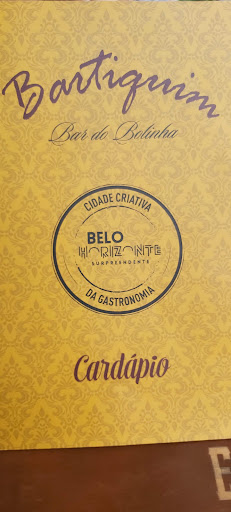 Bartiquim
Bar do Bolinha
CIDADE CRIATIVA
BELO
HORIZONTE
SURPREENDENTE
DA GASTRONOMIA
Cardápio